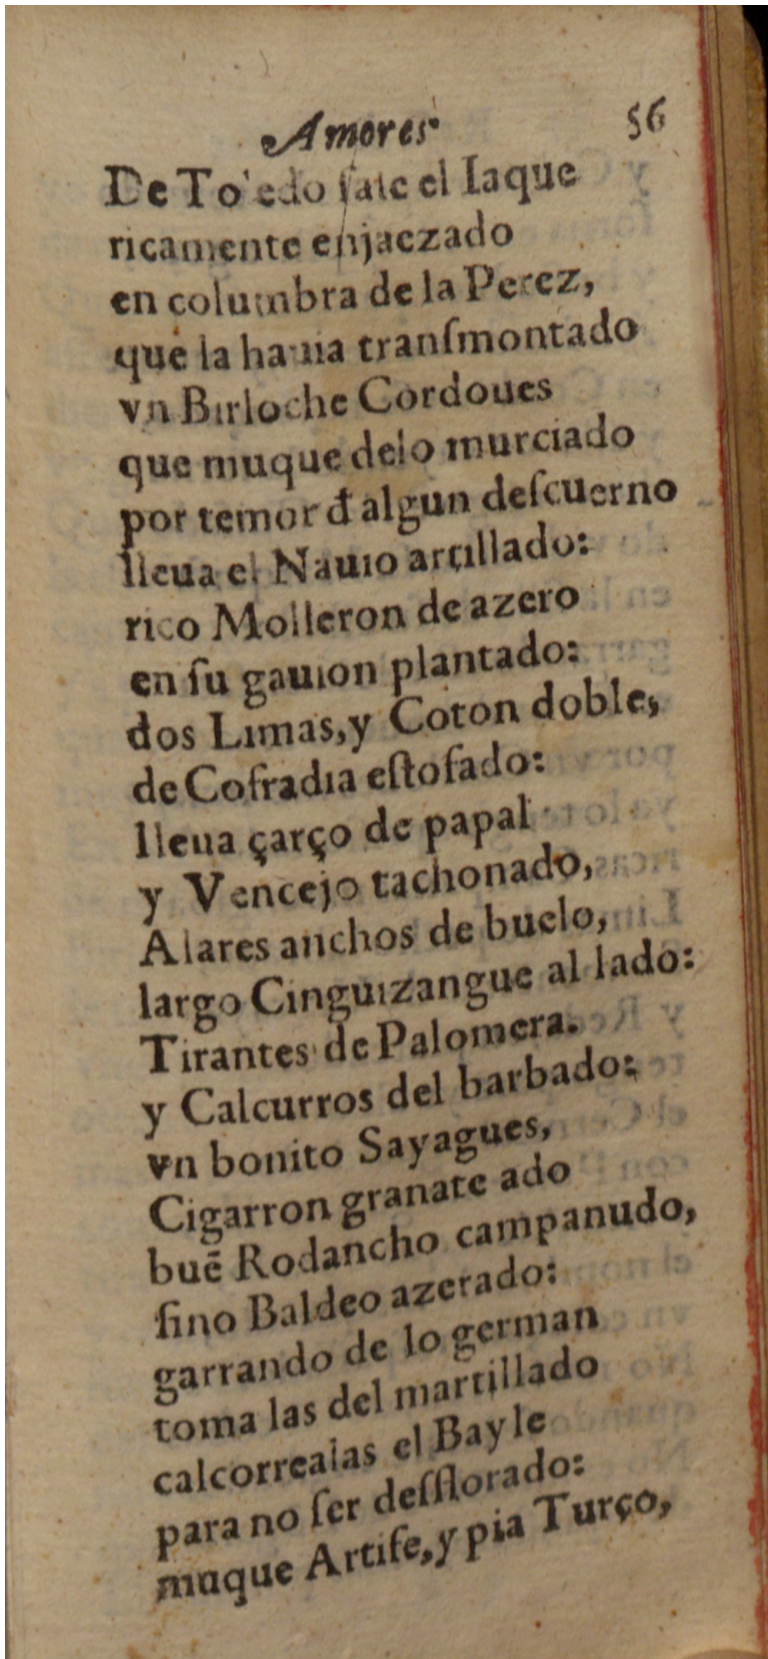 Amores 56
De Toledo ſale el Iaque
ricamente enjaezado
en columbra de la Perez,
que la hauia tranſmontado
vn Birloche Cordoues
que muque delo murciado
por temor đ algun deſcuerno
lleua el Nauio artillado:
rico Molleron de azero
en ſu gauion plantado:
dos Limas, y Coton doble,
de Cofradia eſtofado:
lleua çarço de papal
y Vencejo tachonado,
Alares anchos de buelo,
largo Cinguizangue al lado:
Tirantes de Palomera.
y Calcurros del barbado:
vn bonito Sayagues,
Cigarron granate ado
buē Rodancho campanudo,
fino Baldeo azerado:
garrando de lo german
toma las del martillado
calcorrealas el Bayle
para no ſer deſflorado:
muque Artife, y pia Turço,